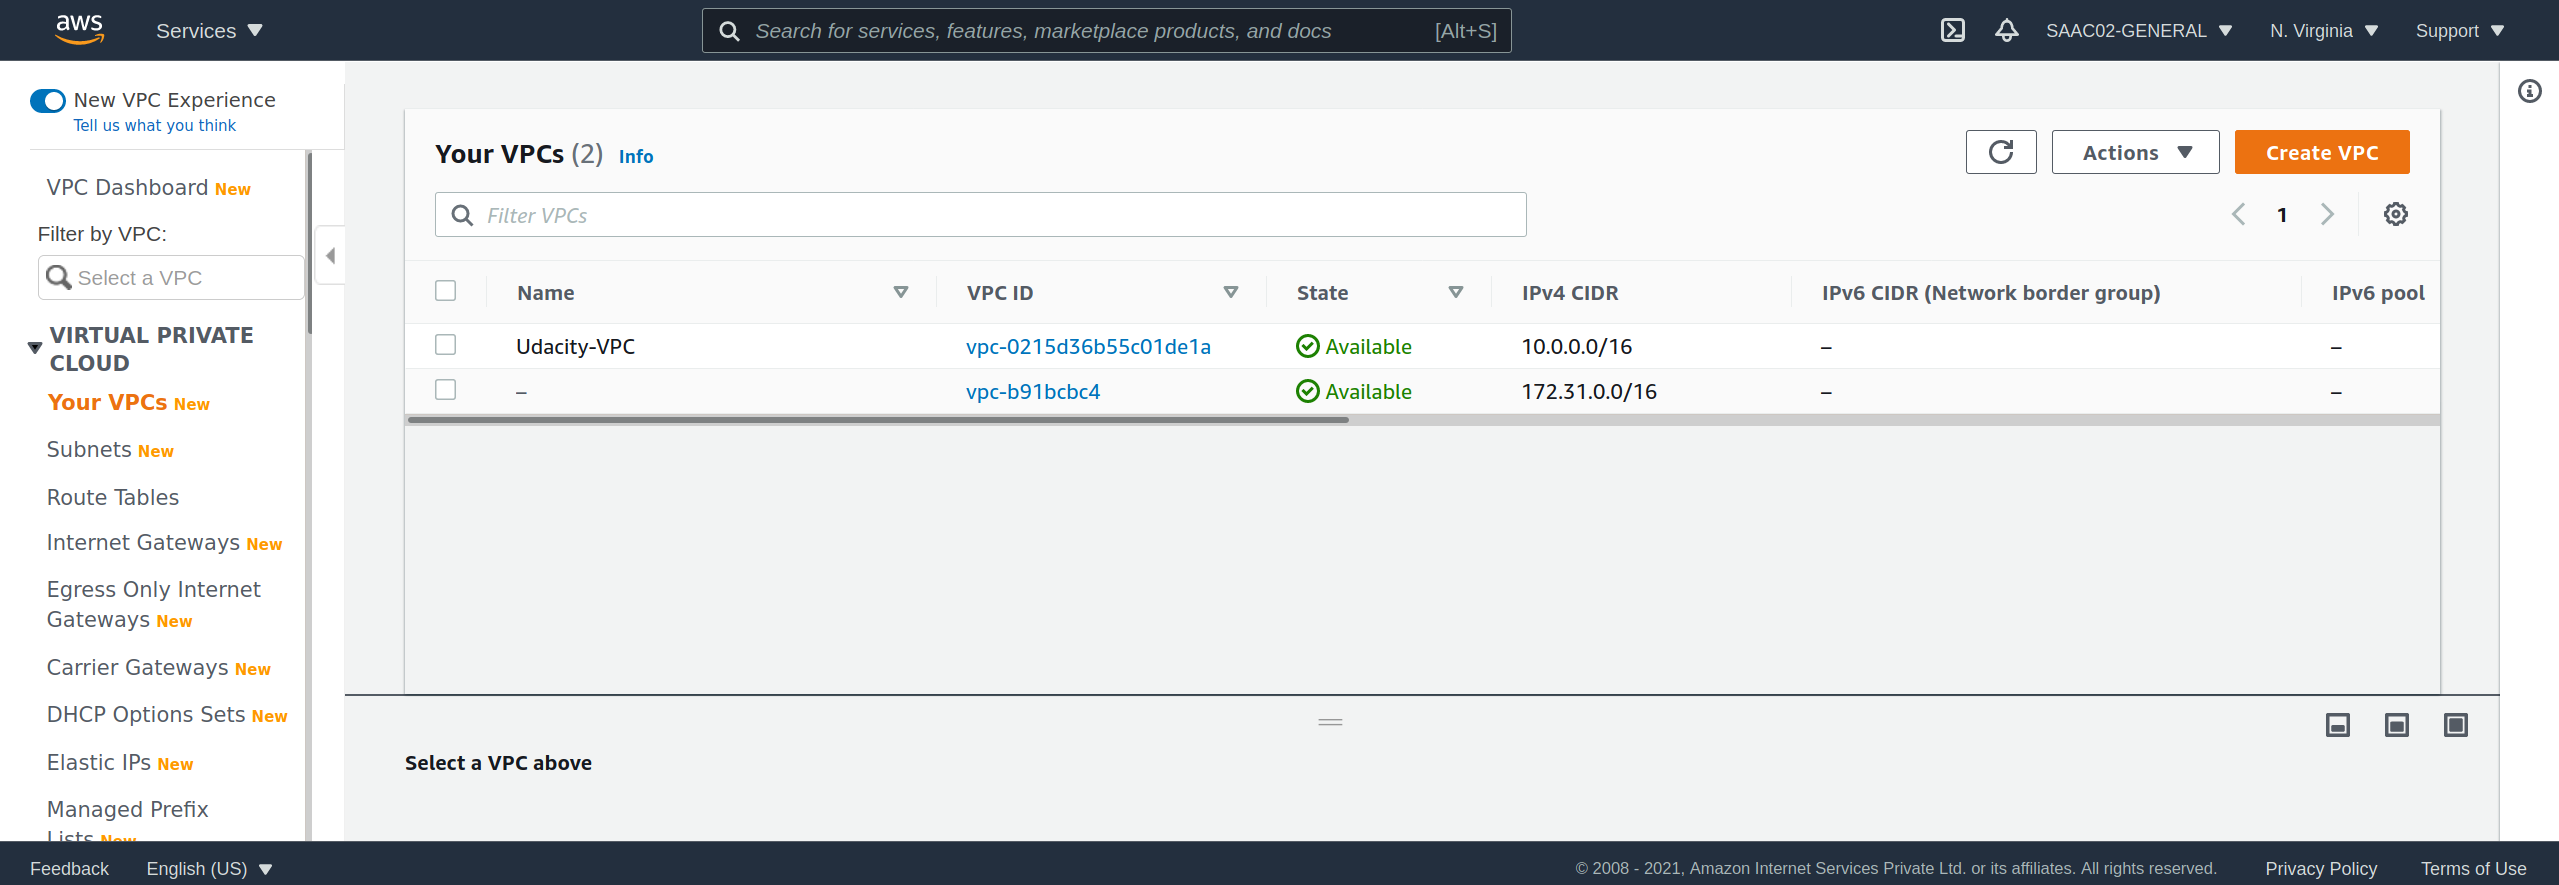 aws Services Search for services, features, marketplace products, and docs [Alt+S] SAAC02-GENERAL N. Virginia Support
New VPC Experience
Tell us what you think
VPC Dashboard New
Filter by VPC:
Select a VPC
VIRTUAL PRIVATE
CLOUD
Your VPCs New
Subnets New
Route Tables
Internet Gateways New
Egress Only Internet
Gateways New
Carrier Gateways New
DHCP Options Sets New
Elastic IPs New
Managed Prefix
Lists New
Your VPCs (2) Info Actions Create VPC
Filter VPCs 1
Name VPC ID State IPv4 CIDR IPv6 CIDR (Network border group) IPv6 pool
Udacity-VPC vpc-0215d36b55c01de1a Available 10.0.0.0/16 – –
– vpc-b91bcbc4 Available 172.31.0.0/16 – –
Select a VPC above
Feedback English (US) © 2008 - 2021, Amazon Internet Services Private Ltd. or its affiliates. All rights reserved. Privacy Policy Terms of Use